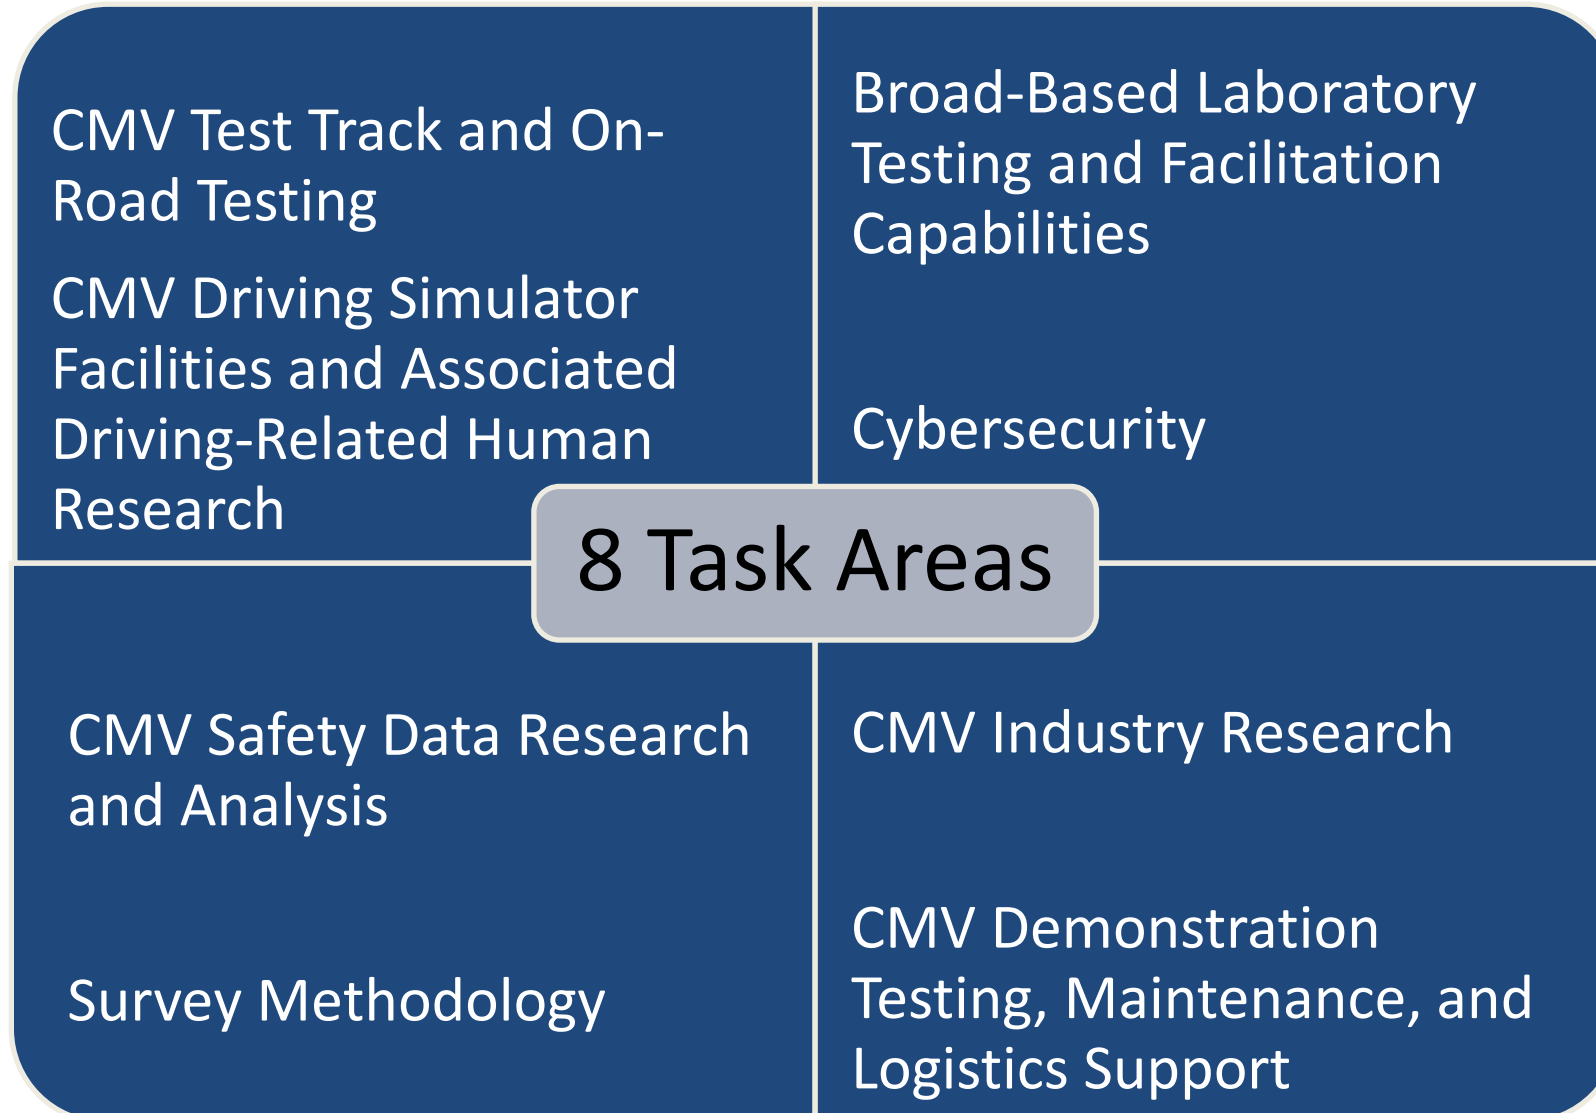 CMV Test Track and On-
Road Testing
CMV Driving Simulator
Facilities and Associated
Driving-Related Human
Research
Broad-Based Laboratory
Testing and Facilitation
Capabilities
Cybersecurity
8 Task Areas
CMV Safety Data Research
and Analysis
Survey Methodology
CMV Industry Research
CMV Demonstration
Testing, Maintenance, and
Logistics Support